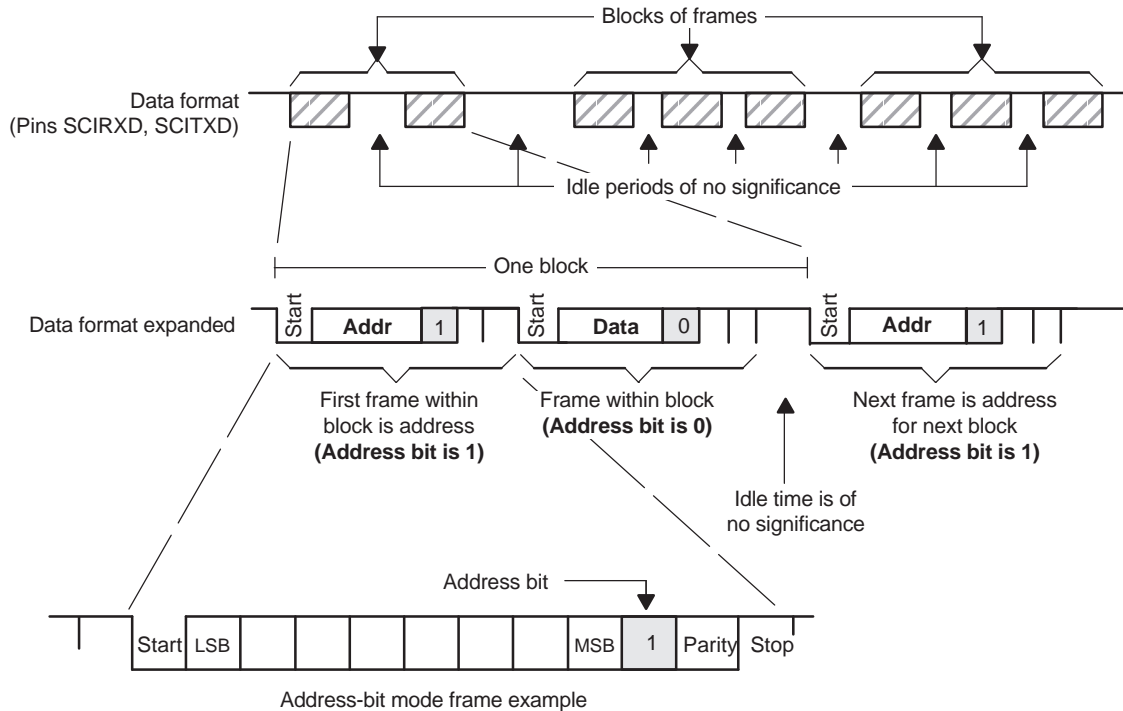 Blocks of frames
Data format
(Pins SCIRXD, SCITXD)
Idle periods of no significance
One block
Data format expanded
Start
Addr
1
Start
Data
0
Start
Addr
1
First frame within
block is address
(Address bit is 1)
Frame within block
(Address bit is 0)
Next frame is address
for next block
(Address bit is 1)
Idle time is of
no significance
Address bit
Start
LSB
MSB
1
Parity
Stop
Address-bit mode frame example